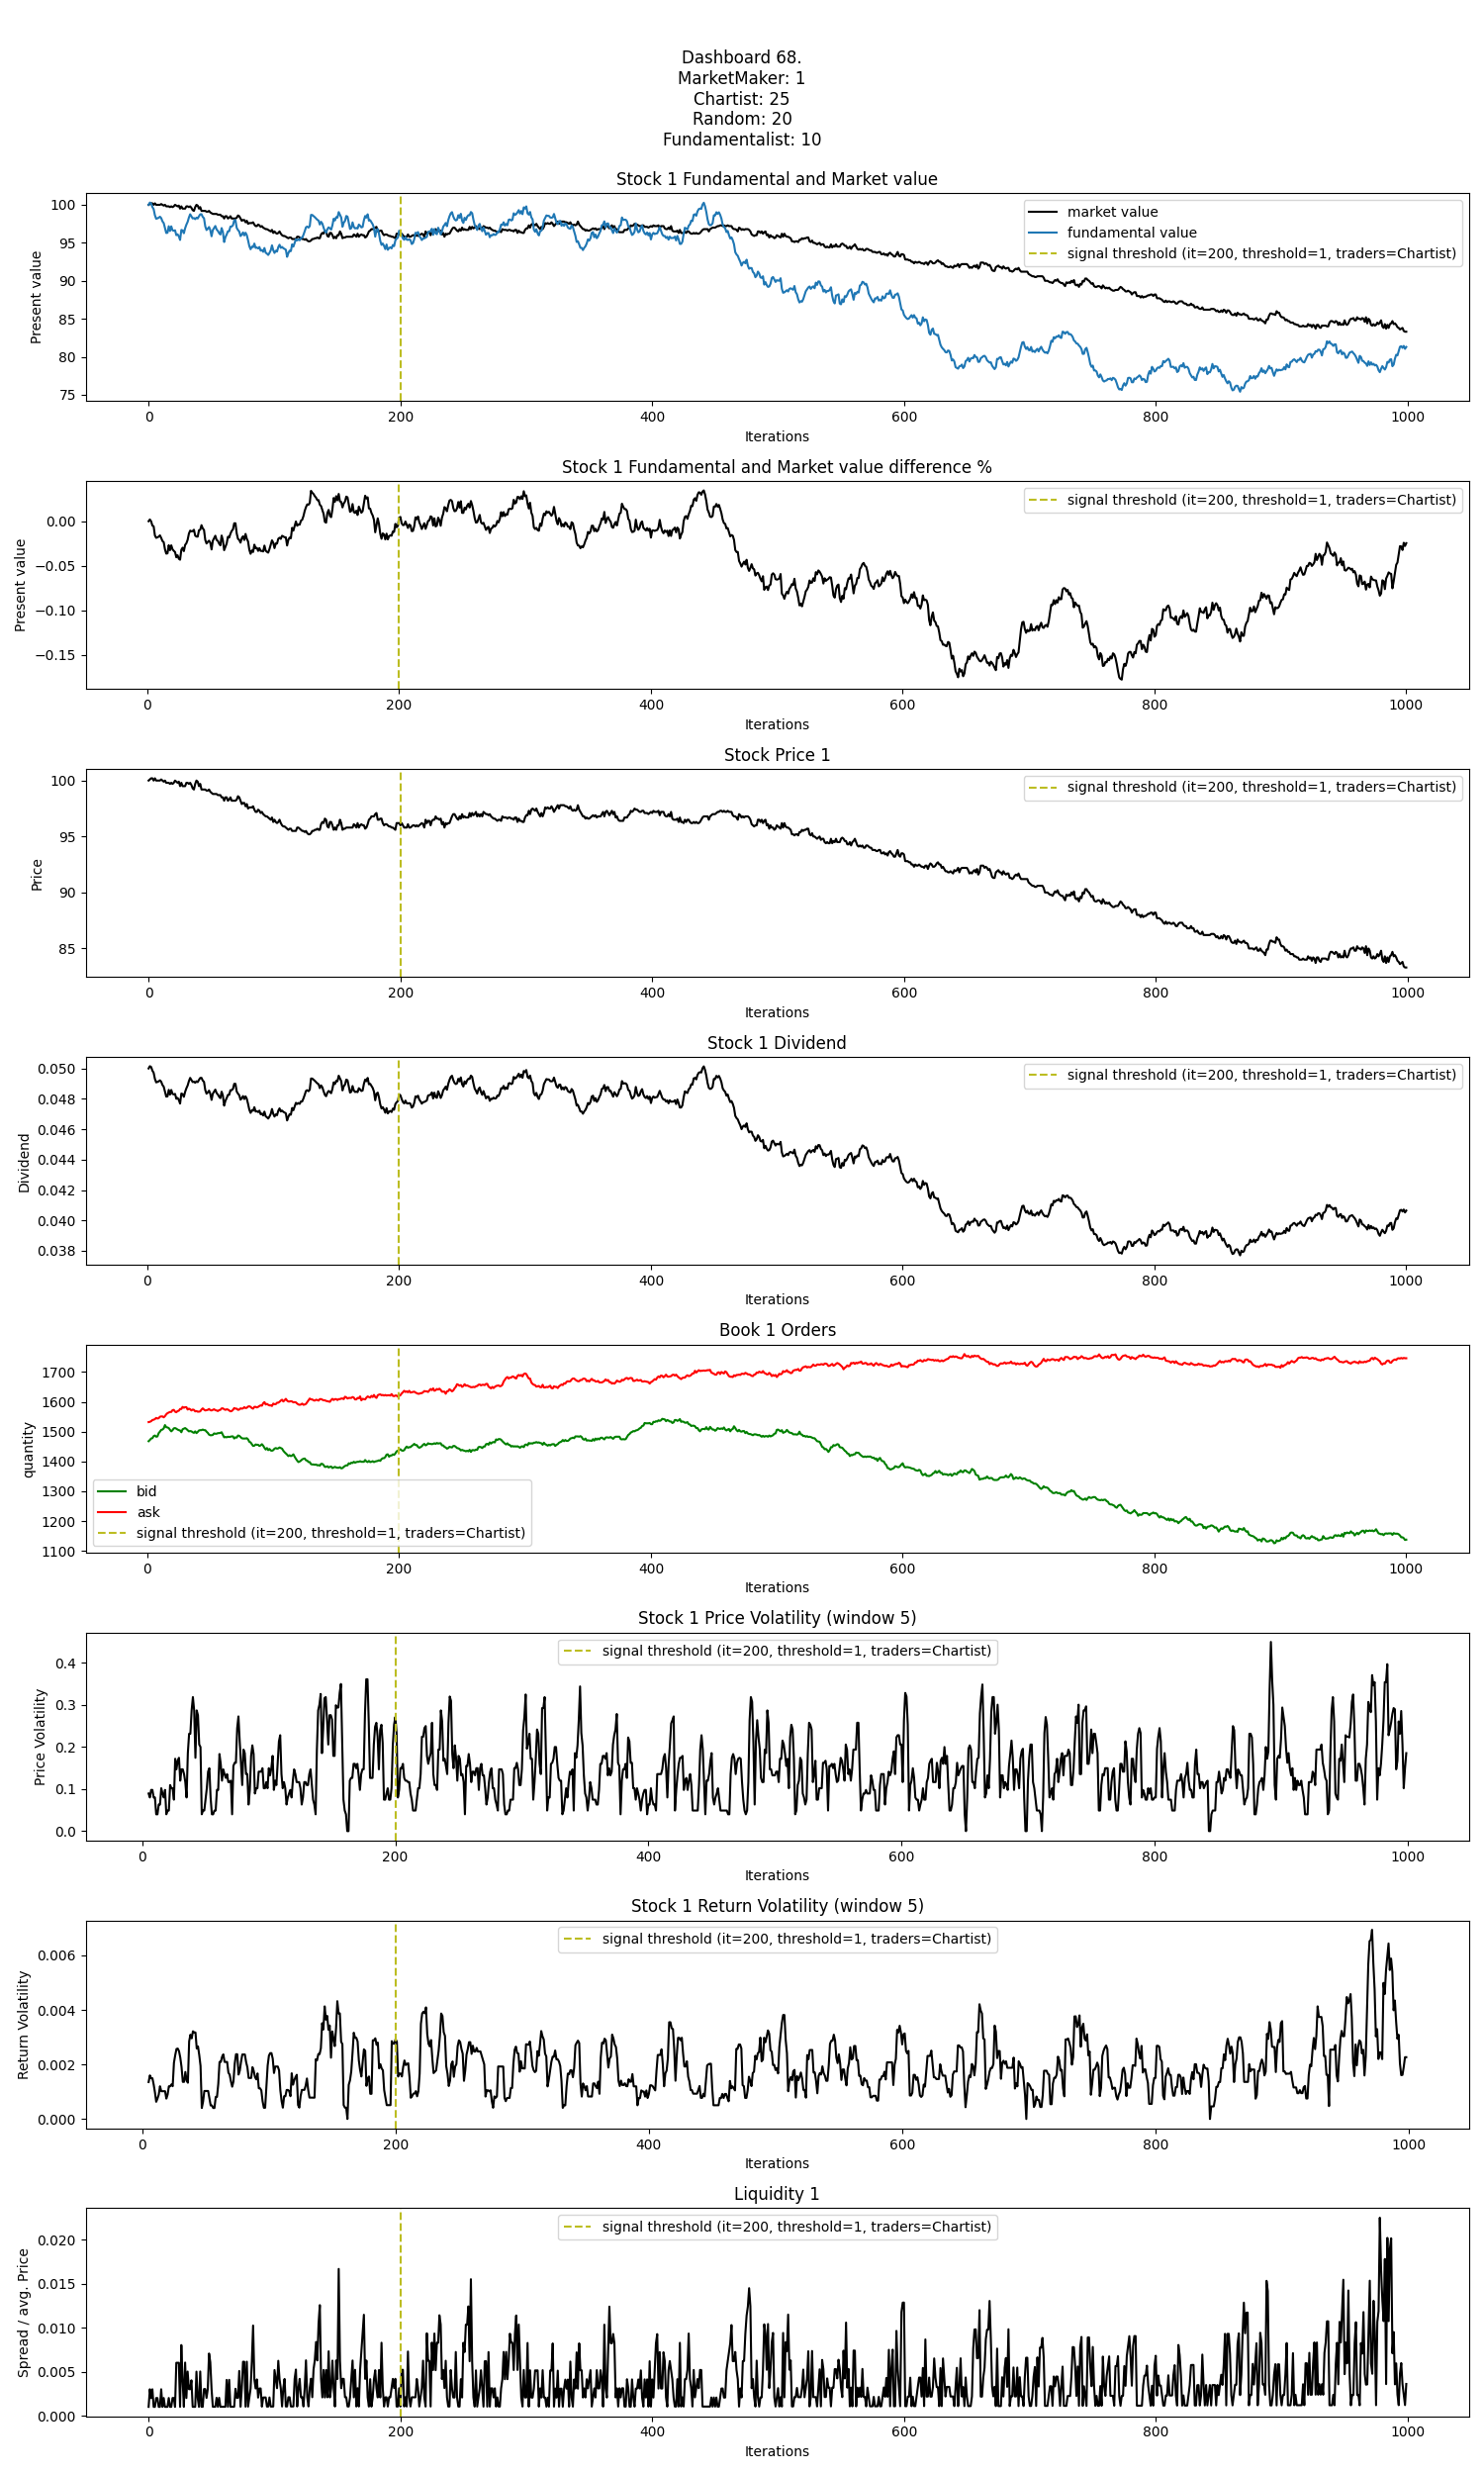 Dashboard 68.
MarketMaker: 1
Chartist: 25
Random: 20
Fundamentalist: 10
Stock 1 Fundamental and Market value
Present value
100
95
90
85
80
75
market value
fundamental value
signal threshold (it=200, threshold=1, traders=Chartist)
0 200 400 600 800 1000
Iterations
Stock 1 Fundamental and Market value difference %
Present value
0.00
−0.05
−0.10
−0.15
signal threshold (it=200, threshold=1, traders=Chartist)
0 200 400 600 800 1000
Iterations
Stock Price 1
Price
100
95
90
85
signal threshold (it=200, threshold=1, traders=Chartist)
0 200 400 600 800 1000
Iterations
Stock 1 Dividend
Dividend
0.050
0.048
0.046
0.044
0.042
0.040
0.038
signal threshold (it=200, threshold=1, traders=Chartist)
0 200 400 600 800 1000
Iterations
Book 1 Orders
quantity
1700
1600
1500
1400
1300
1200
1100
bid
ask
signal threshold (it=200, threshold=1, traders=Chartist)
0 200 400 600 800 1000
Iterations
Stock 1 Price Volatility (window 5)
Price Volatility
0.4
0.3
0.2
0.1
0.0
signal threshold (it=200, threshold=1, traders=Chartist)
0 200 400 600 800 1000
Iterations
Stock 1 Return Volatility (window 5)
Return Volatility
0.006
0.004
0.002
0.000
signal threshold (it=200, threshold=1, traders=Chartist)
0 200 400 600 800 1000
Iterations
Liquidity 1
Spread / avg. Price
0.020
0.015
0.010
0.005
0.000
signal threshold (it=200, threshold=1, traders=Chartist)
0 200 400 600 800 1000
Iterations